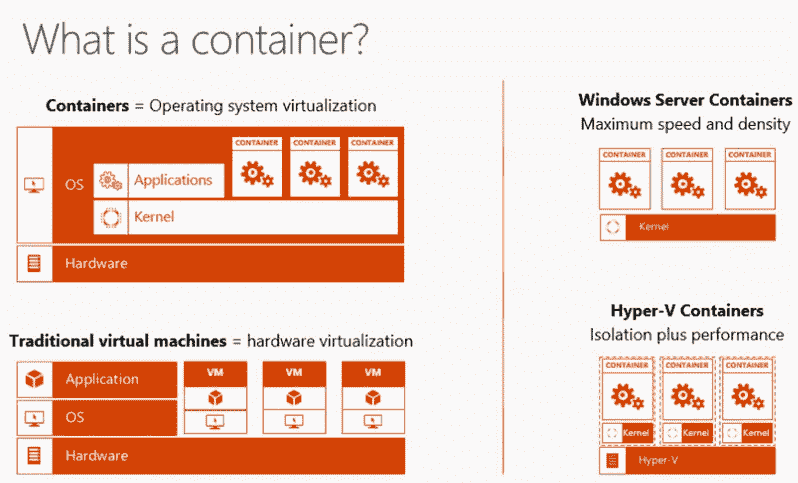 What is a container?
Containers = Operating system virtualization
CONTAINER CONTAINER CONTAINER
OS
Applications
Kernel
Hardware
Traditional virtual machines = hardware virtualization
Application
VM VM VM
OS
Hardware
Windows Server Containers
Maximum speed and density
CONTAINER CONTAINER CONTAINER
Kernel
Hyper-V Containers
Isolation plus performance
CONTAINER CONTAINER CONTAINER
Kernel Kernel Kernel
Hyper-V